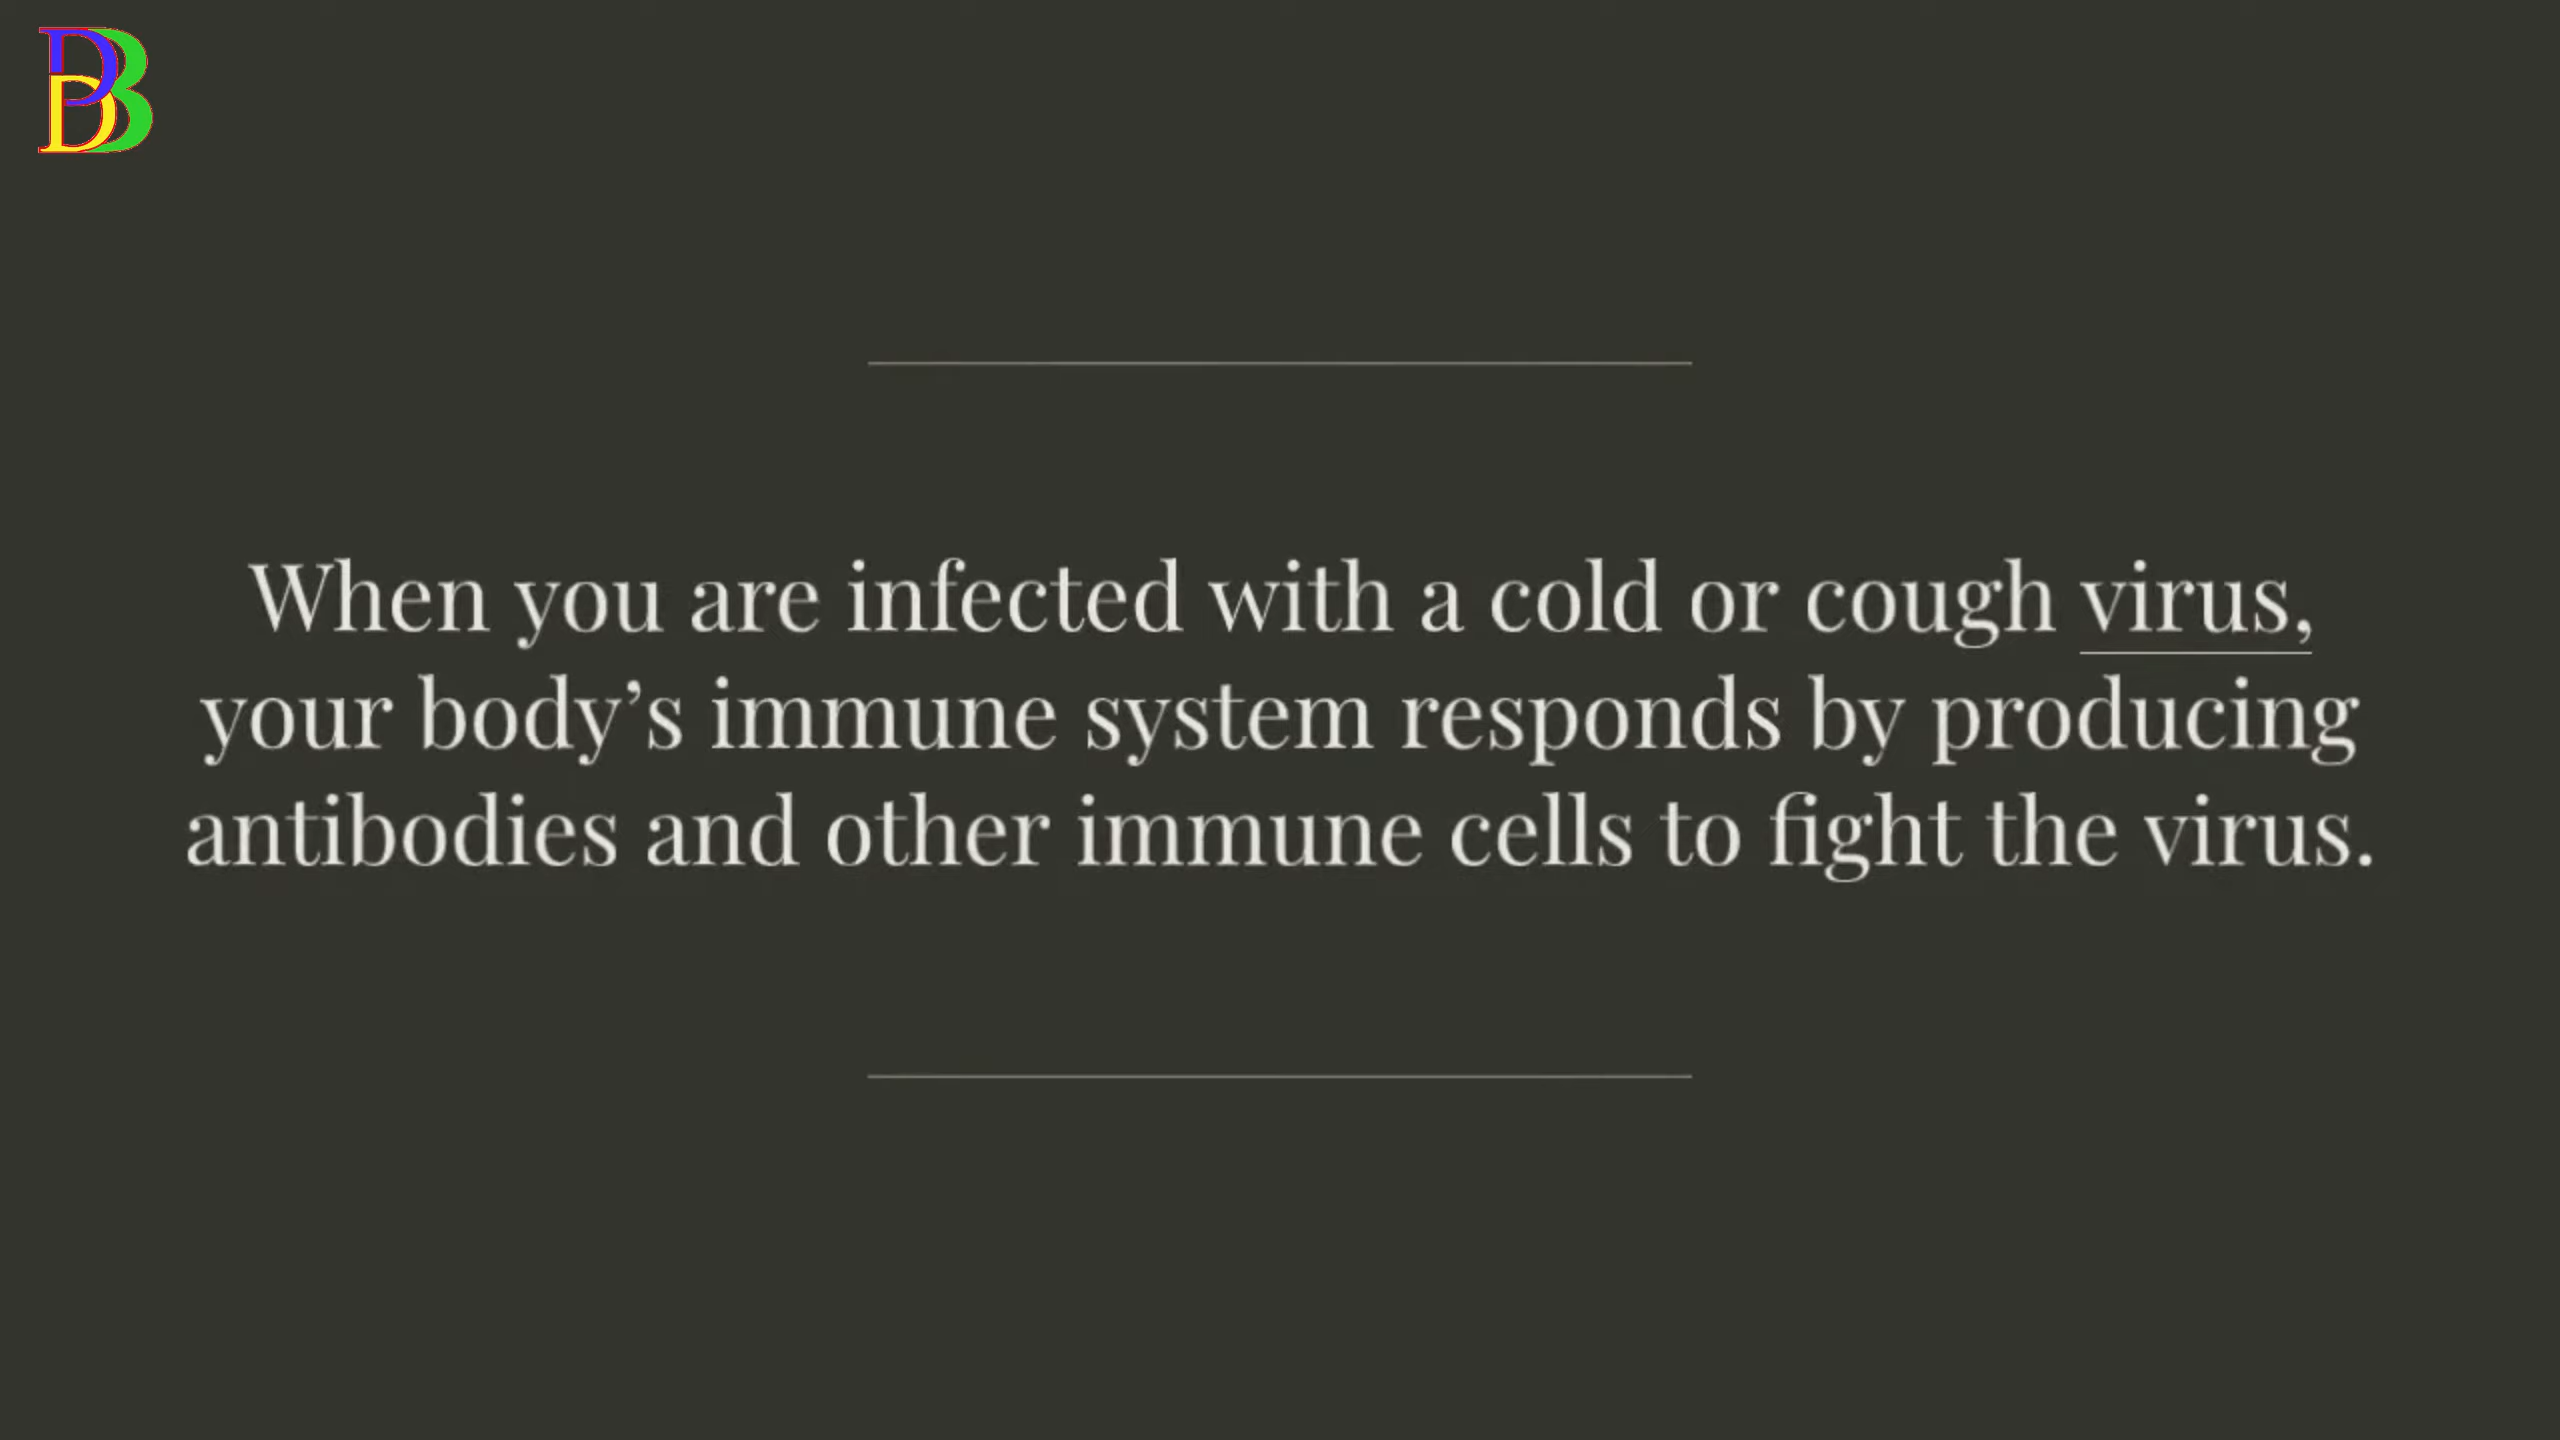 When you are infected with a cold or cough virus,
your body’s immune system responds by producing
antibodies and other immune cells to fight the virus.